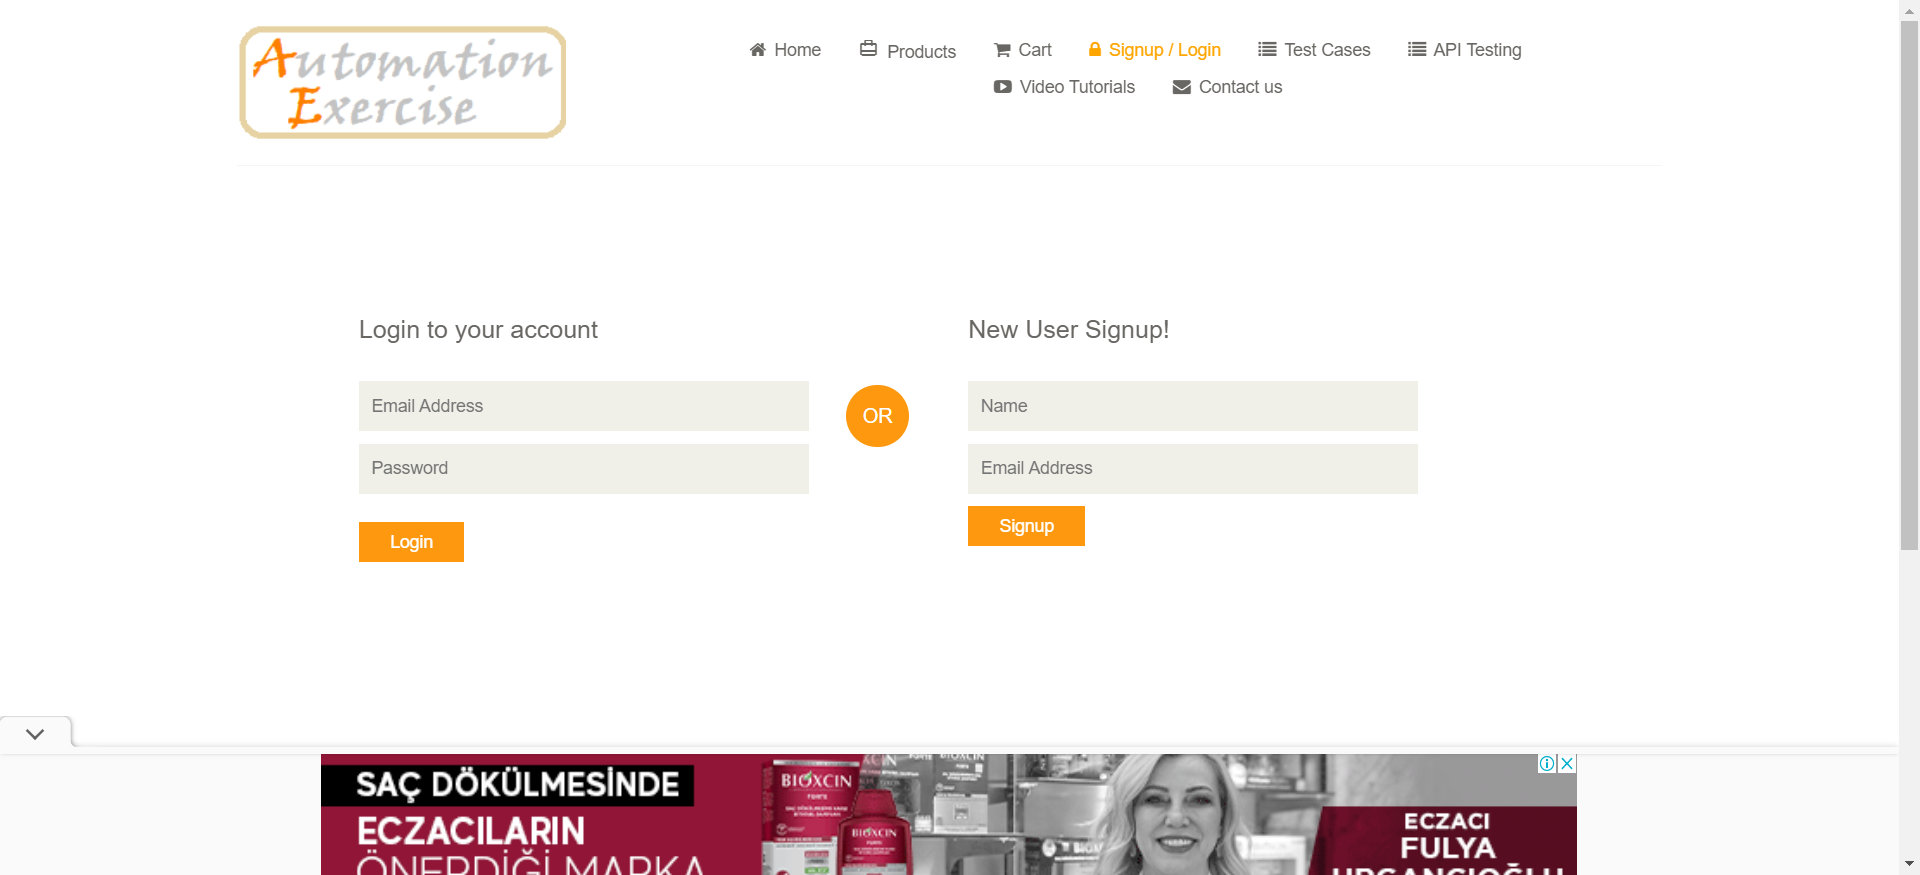 Automation
Exercise
Home
Products
Cart
Signup / Login
Test Cases
API Testing
Video Tutorials
Contact us
Login to your account
New User Signup!
Email Address
Password
Login
OR
Name
Email Address
Signup
SAÇ DÖKÜLMESİNDE
ECZACILARIN
ÖNERDİĞİ MARKA
BIOXCIN
FORTE
BIOXCIN
ECZACI
FULYA
URGANCIOĞLU